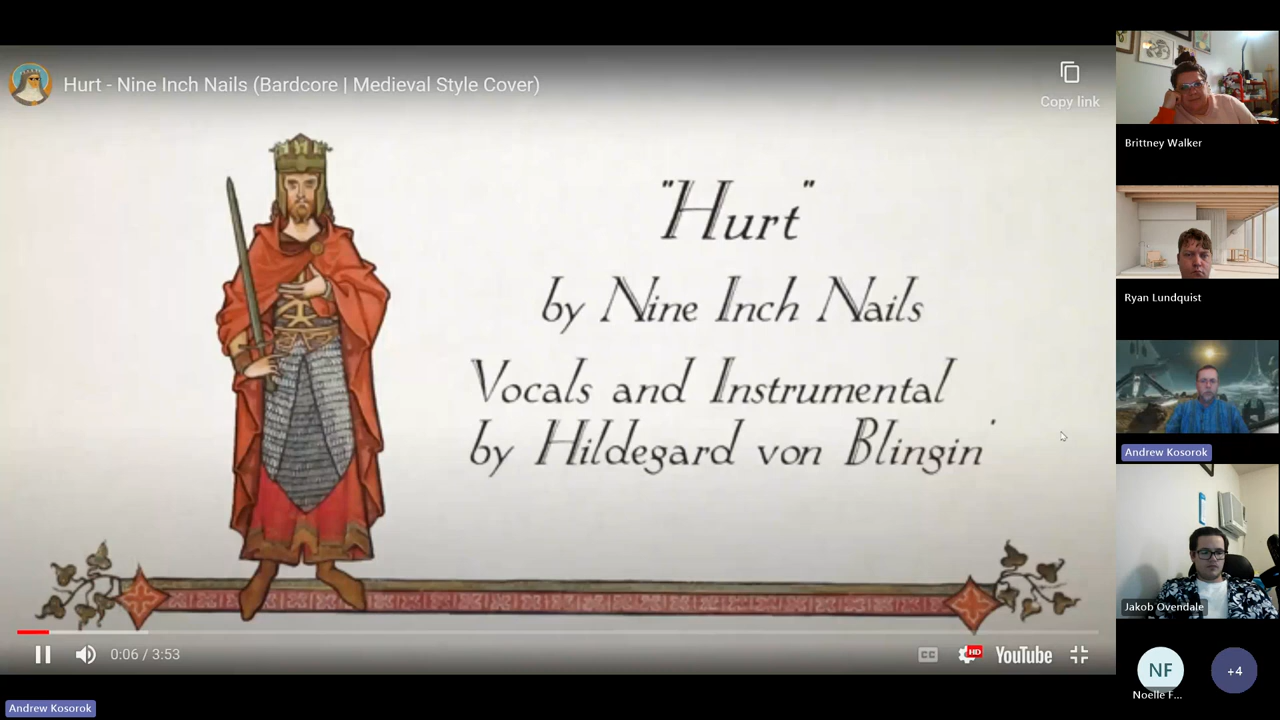 Hurt - Nine Inch Nails (Bardcore | Medieval Style Cover)
Copy link
"Hurt"
by Nine Inch Nails
Vocals and Instrumental
by Hildegard von Blingin'
0:06 / 3:53
CC
HD
YouTube
Andrew Kosorok
Brittney Walker
Ryan Lundquist
Andrew Kosorok
Jakob Ovendale
NF
Noelle F...
+4